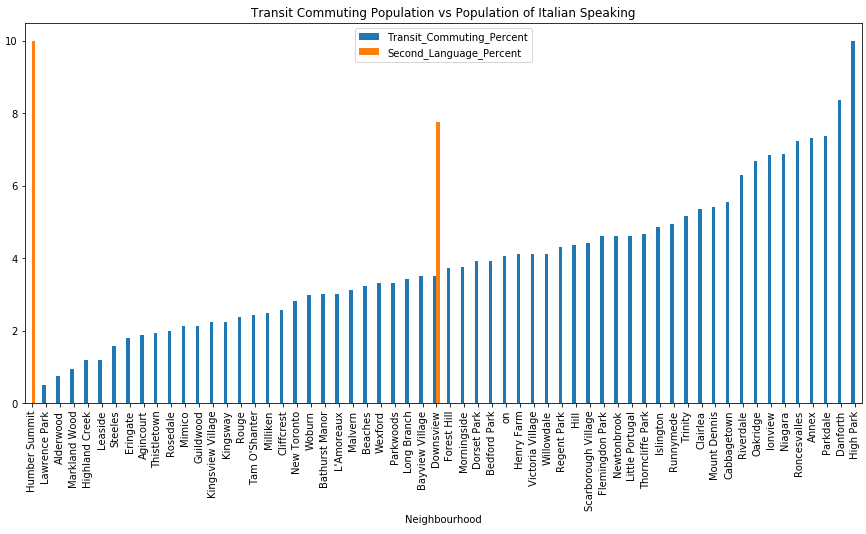 Transit Commuting Population vs Population of Italian Speaking
Transit_Commuting_Percent
Second_Language_Percent
10
8
6
4
2
0
Humber Summit
Lawrence Park
Alderwood
Markland Wood
Highland Creek
Leaside
Steeles
Eringate
Agincourt
Thistletown
Rosedale
Mimico
Guildwood
Kingsview Village
Kingsway
Rouge
Tam O'Shanter
Milliken
Cliffcrest
New Toronto
Woburn
Bathurst Manor
L'Amoreaux
Malvern
Beaches
Wexford
Parkwoods
Long Branch
Bayview Village
Downsview
Forest Hill
Morningside
Dorset Park
Bedford Park
on
Henry Farm
Victoria Village
Willowdale
Regent Park
Hill
Scarborough Village
Flemingdon Park
Newtonbrook
Little Portugal
Thorncliffe Park
Islington
Runnymede
Trinity
Clairlea
Mount Dennis
Cabbagetown
Riverdale
Oakridge
Ionview
Niagara
Roncesvalles
Annex
Parkdale
Danforth
High Park
Neighbourhood